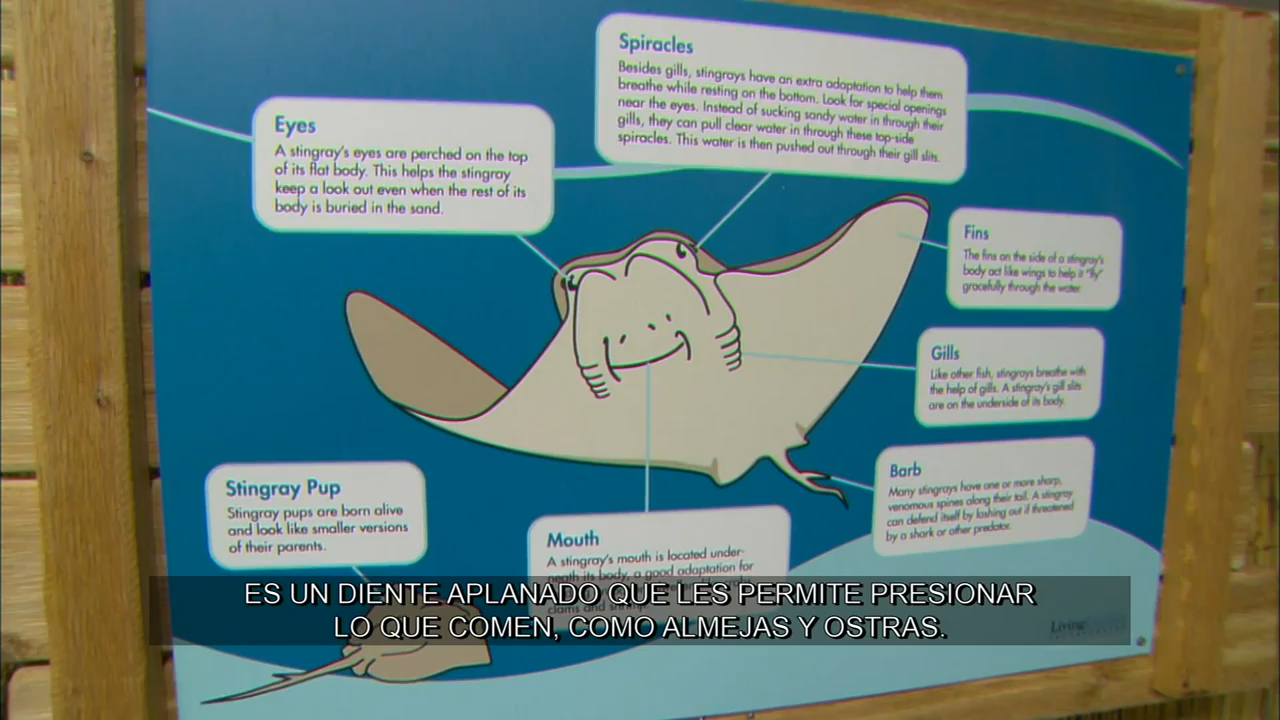 Spiracles
Besides gills, stingrays have an extra adaptation to help them
breathe while resting on the bottom. Look for special openings
near the eyes. Instead of sucking sandy water in through their
gills, they can pull clear water in through these top-side
spiracles. This water is then pushed out through their gill slits.
Eyes
A stingray's eyes are perched on the top
of its flat body. This helps the stingray
keep a look out even when the rest of its
body is buried in the sand.
Fins
The fins on the side of a stingray's
body act like wings to help it "fly"
gracefully through the water.
Gills
Like other fish, stingrays breathe with
the help of gills. A stingray's gill slits
are on the underside of its body.
Barb
Many stingrays have one or more sharp,
venomous spines along their tail. A stingray
can defend itself by lashing out if threatened
by a shark or other predator.
Stingray Pup
Stingray pups are born alive
and look like smaller versions
of their parents.
Mouth
A stingray's mouth is located under-
neath its body, a good adaptation for
clams and
ES UN DIENTE APLANADO QUE LES PERMITE PRESIONAR
LO QUE COMEN, COMO ALMEJAS Y OSTRAS.
Living